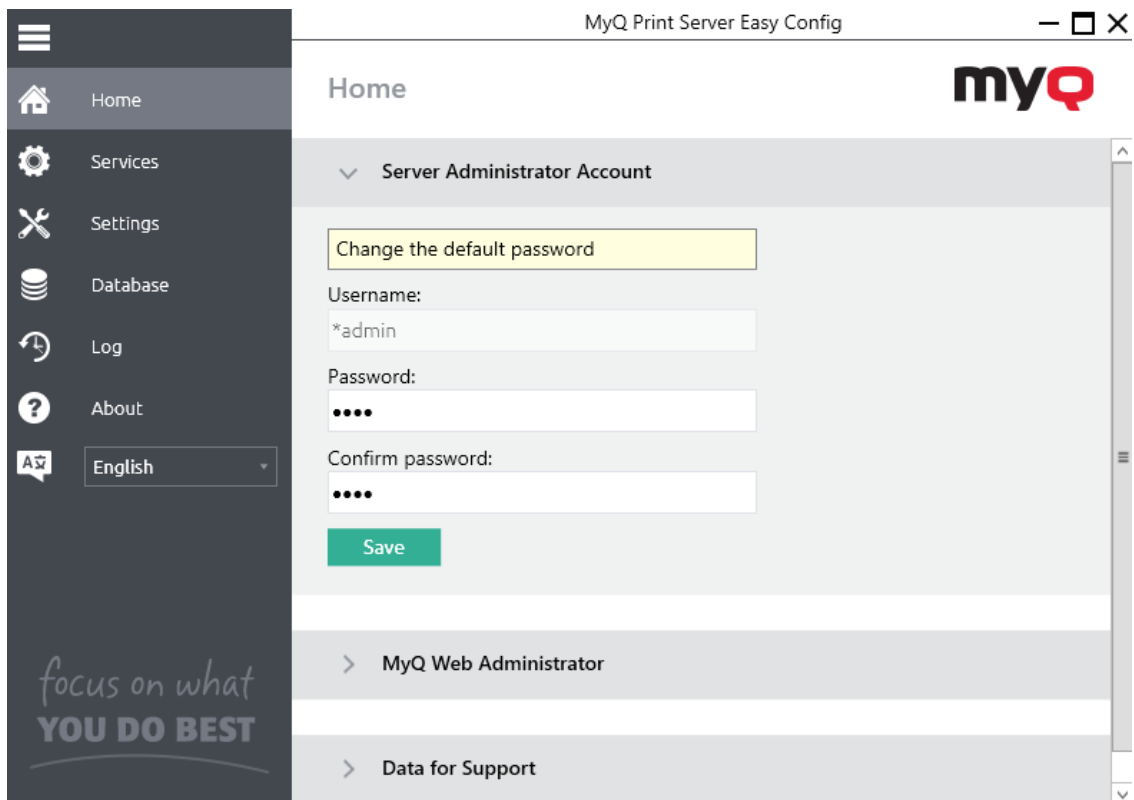 MyQ Print Server Easy Config
Home
Services
Settings
Database
Log
About
A
English
focus on what
YOU DO BEST
Home
myQ
Server Administrator Account
Change the default password
Username:
*admin
Password:
••••
Confirm password:
••••
Save
MyQ Web Administrator
Data for Support